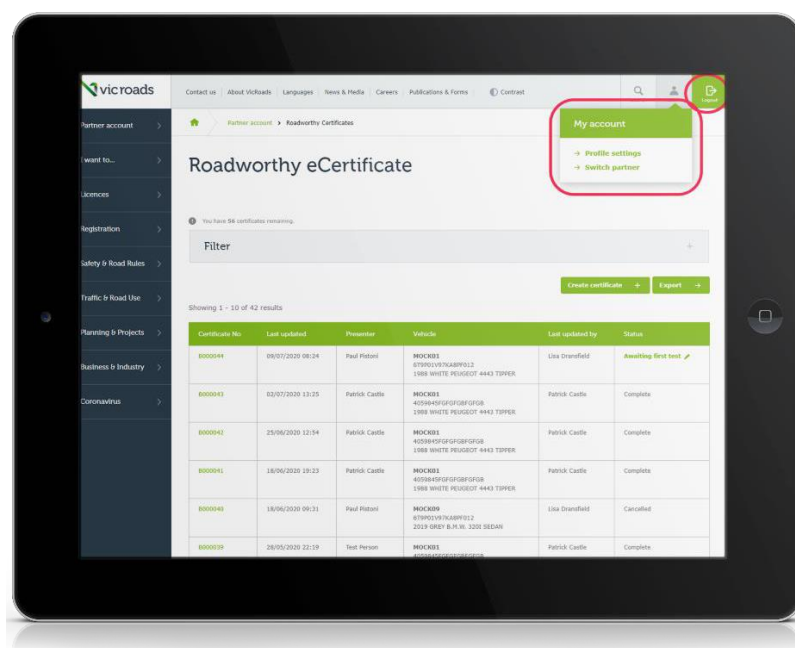 vic roads
Contact us | About VicRoads | Languages | News & Media | Careers | Publications & Forms | Contrast
Logout
Partner account
Partner account > Roadworthy Certificates
My account
→ Profile settings
→ Switch partner
I want to...
Roadworthy eCertificate
Licences
Registration
You have 56 certificates remaining.
Filter +
Safety & Road Rules
Create certificate +
Export →
Traffic & Road Use
Showing 1 - 10 of 42 results
Planning & Projects
Business & Industry
Coronavirus
Certificate No. Last updated Presenter Vehicle Last updated by Status
B000044 09/07/2020 08:24 Paul Pistoni MOCK01 Lisa Dransfield Awaiting first test
1988 WHITE PEUGEOT 4443 TIPPER
B000043 02/07/2020 13:25 Patrick Castle MOCK01 Patrick Castle Complete
1988 WHITE PEUGEOT 4443 TIPPER
B000042 25/06/2020 12:54 Patrick Castle MOCK01 Patrick Castle Complete
1988 WHITE PEUGEOT 4443 TIPPER
B000041 18/06/2020 19:23 Patrick Castle MOCK01 Patrick Castle Complete
1988 WHITE PEUGEOT 4443 TIPPER
B000040 18/06/2020 09:31 Paul Pistoni MOCK09 Lisa Dransfield Cancelled
2019 GREY B.M.W. 320I SEDAN
B000039 28/05/2020 22:19 Test Person MOCK01 Patrick Castle Complete